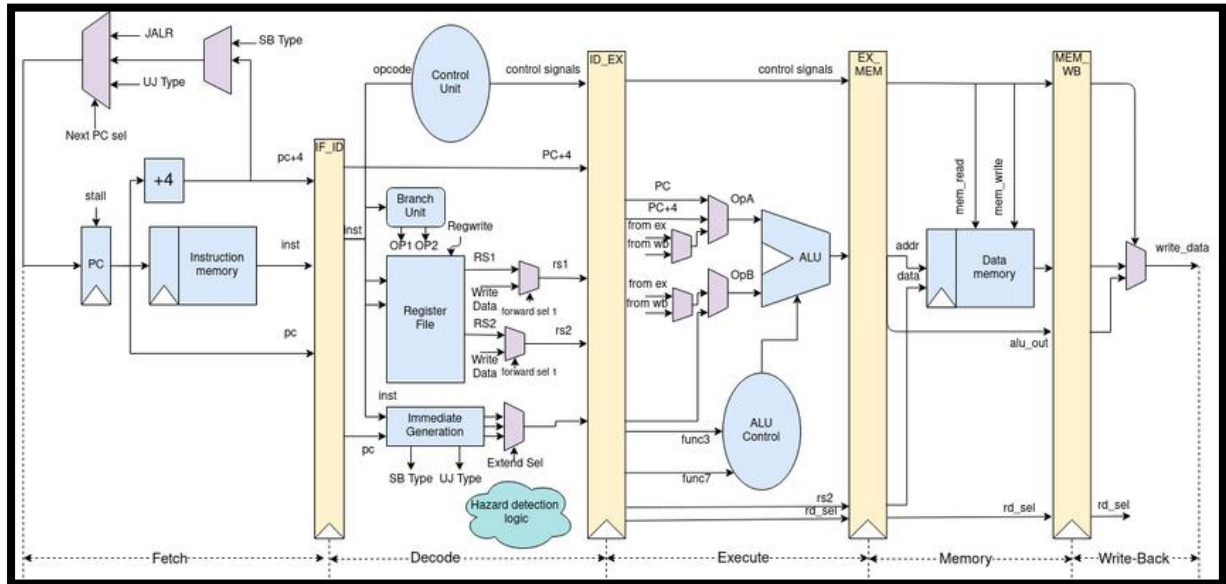 JALR
SB Type
UJ Type
Next PC sel
+4
pc+4
stall
PC
Instruction
memory
inst
pc
IF_ID
opcode
Control
Unit
control signals
PC+4
Branch
Unit
Regwrite
inst
OP1 OP2
Register
File
RS1
rs1
Write
Data
forward sel 1
RS2
rs2
Write
Data
forward sel 1
inst
Immediate
Generation
pc
Extend Sel
SB Type
UJ Type
Hazard detection
logic
ID_EX
control signals
PC
OpA
PC+4
from ex
from wb
ALU
OpB
from ex
from wb
ALU
Control
func3
func7
rs2
rd_sel
EX_
MEM
mem_read
mem_write
addr
data
Data
memory
alu_out
rd_sel
MEM_
WB
write_data
rd_sel
Fetch
Decode
Execute
Memory
Write-Back